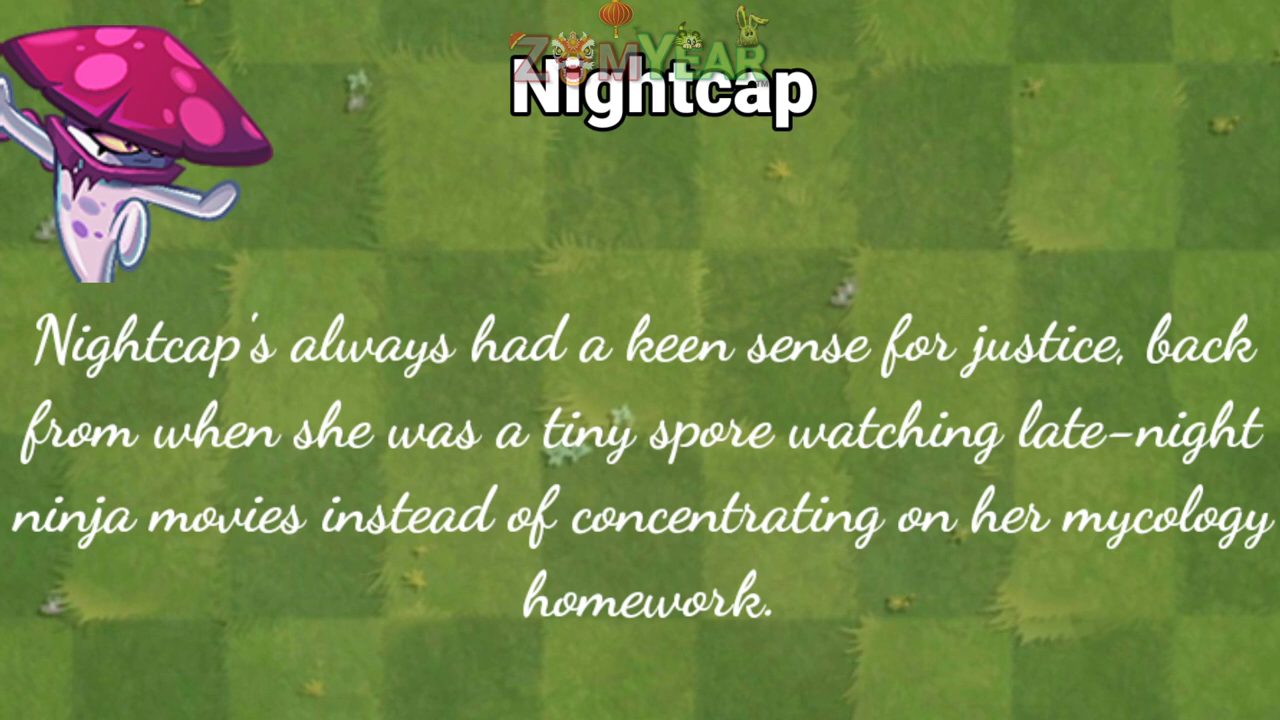 ZOMYEAR™
Nightcap
Nightcap's always had a keen sense for justice, back
from when she was a tiny spore watching late-night
ninja movies instead of concentrating on her mycology
homework.